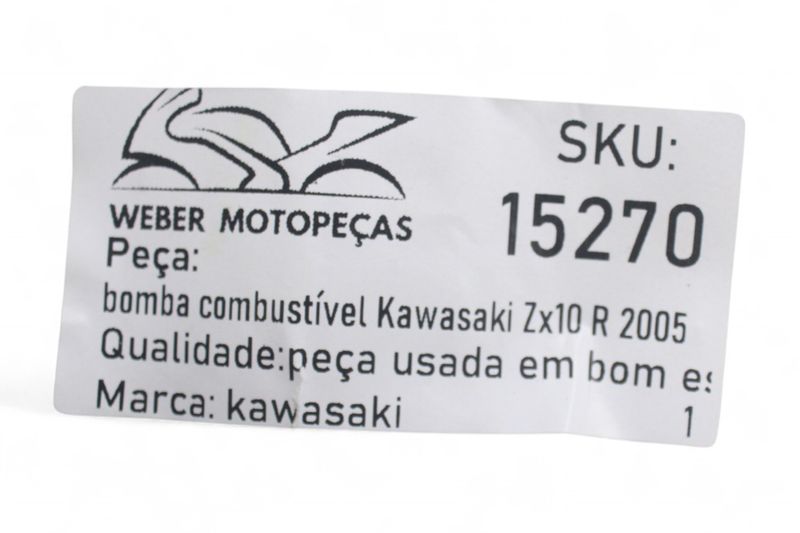 WEBER MOTOPEÇAS
SKU:
15270
Peça:
bomba combustível Kawasaki Zx10 R 2005
Qualidade:peça usada em bom
Marca: kawasaki
1